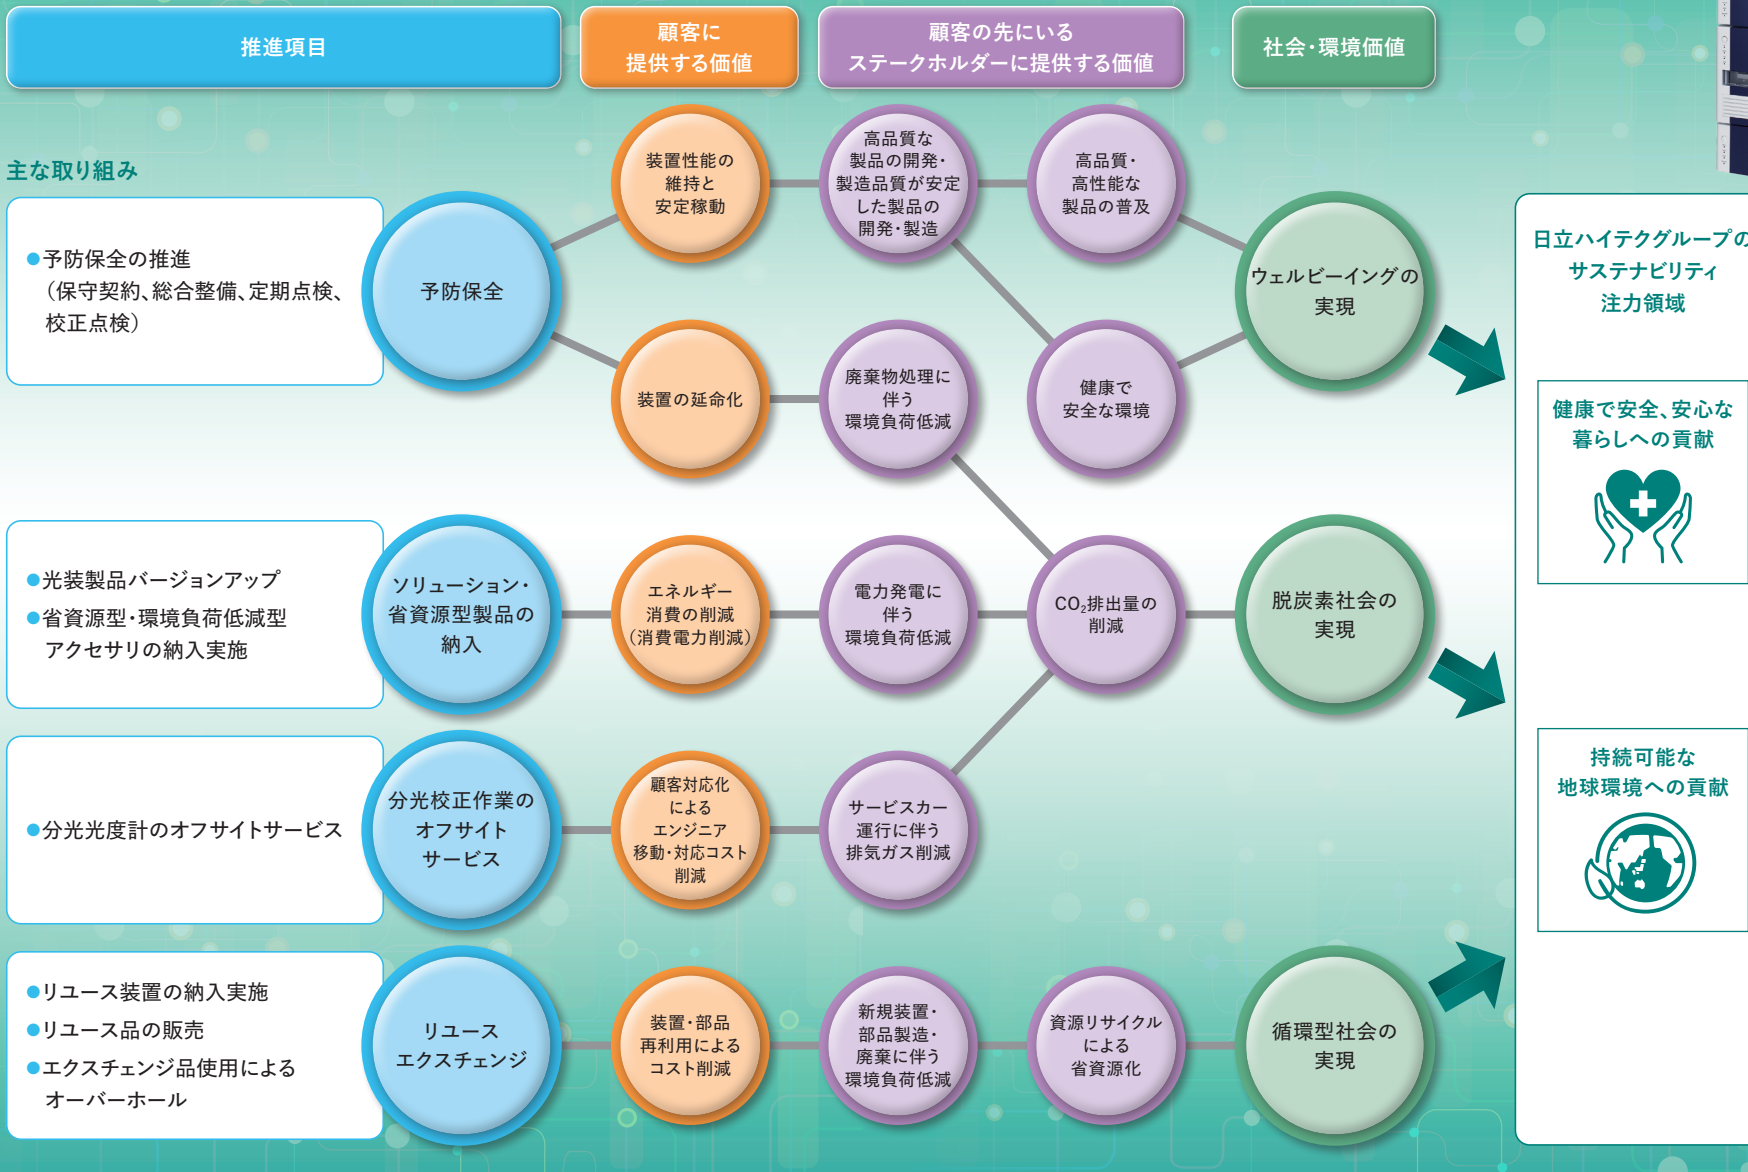 推進項目
顧客に
提供する価値
顧客の先にいる
ステークホルダーに提供する価値
社会・環境価値
主な取り組み
●予防保全の推進
（保守契約、総合整備、定期点検、
校正点検）
予防保全
装置性能の
維持と
安定稼動
高品質な
製品の開発・
製造品質が安定
した製品の
開発・製造
高品質・
高性能な
製品の普及
装置の延命化
廃棄物処理に
伴う
環境負荷低減
健康で
安全な環境
ウェルビーイングの
実現
●光装製品バージョンアップ
●省資源型・環境負荷低減型
アクセサリの納入実施
ソリューション・
省資源型製品の
納入
エネルギー
消費の削減
（消費電力削減）
電力発電に
伴う
環境負荷低減
CO₂排出量の
削減
脱炭素社会の
実現
●分光光度計のオフサイトサービス
分光校正作業の
オフサイト
サービス
顧客対応化
による
エンジニア
移動・対応コスト
削減
サービスカー
運行に伴う
排気ガス削減
●リユース装置の納入実施
●リユース品の販売
●エクスチェンジ品使用による
オーバーホール
リユース
エクスチェンジ
装置・部品
再利用による
コスト削減
新規装置・
部品製造・
廃棄に伴う
環境負荷低減
資源リサイクル
による
省資源化
循環型社会の
実現
日立ハイテクグループの
サステナビリティ
注力領域
健康で安全、安心な
暮らしへの貢献
持続可能な
地球環境への貢献